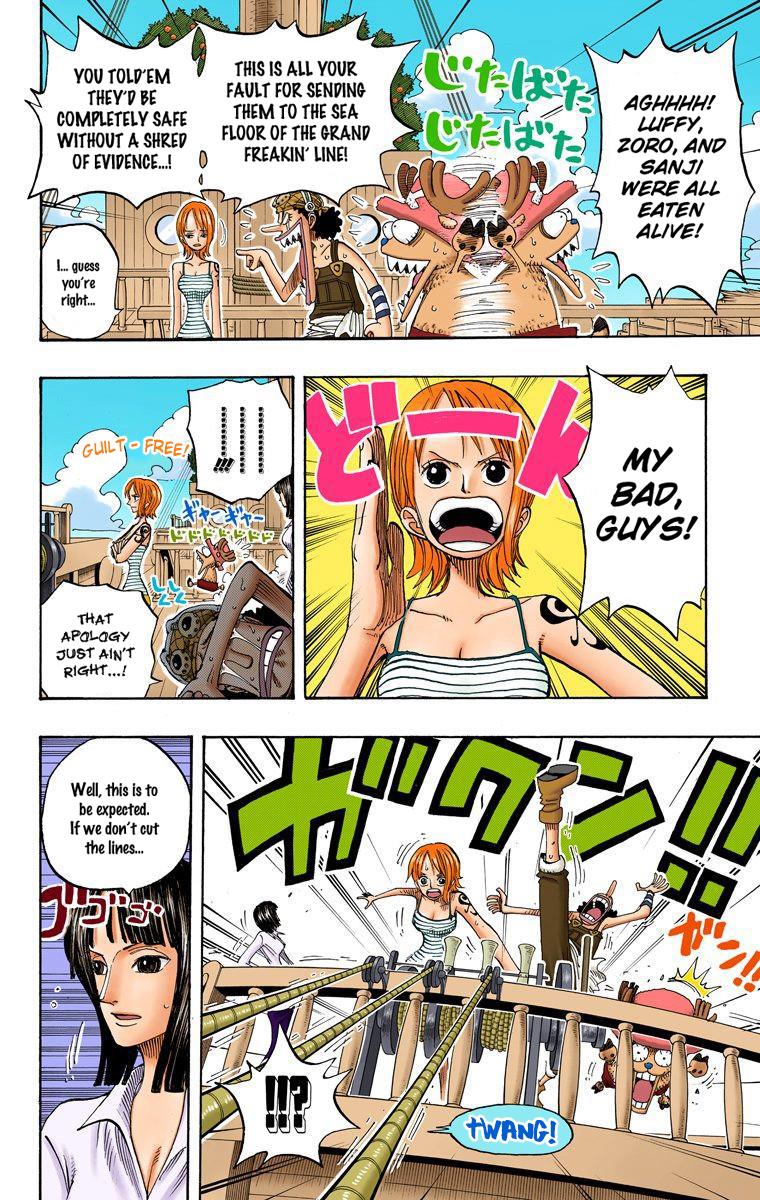 AGHHHH!
LUFFY,
ZORO, AND
SANJI
WERE ALL
EATEN
ALIVE!
じたばた
じたばた
THIS IS ALL YOUR
FAULT FOR SENDING
THEM TO THE SEA
FLOOR OF THE GRAND
FREAKIN' LINE!
YOU TOLD'EM
THEY'D BE
COMPLETELY SAFE
WITHOUT A SHRED
OF EVIDENCE...!
I... guess
you're
right...
MY
BAD,
GUYS!
どーん
!!!
GUILT - FREE!
ギャーギャー
ドドドドドドド
THAT
APOLOGY
JUST AIN'T
RIGHT...!
ガクン!!
ガン!!
!!?
TWANG!
Well, this is to
be expected.
If we don't cut
the lines...
ゴゴゴゴ